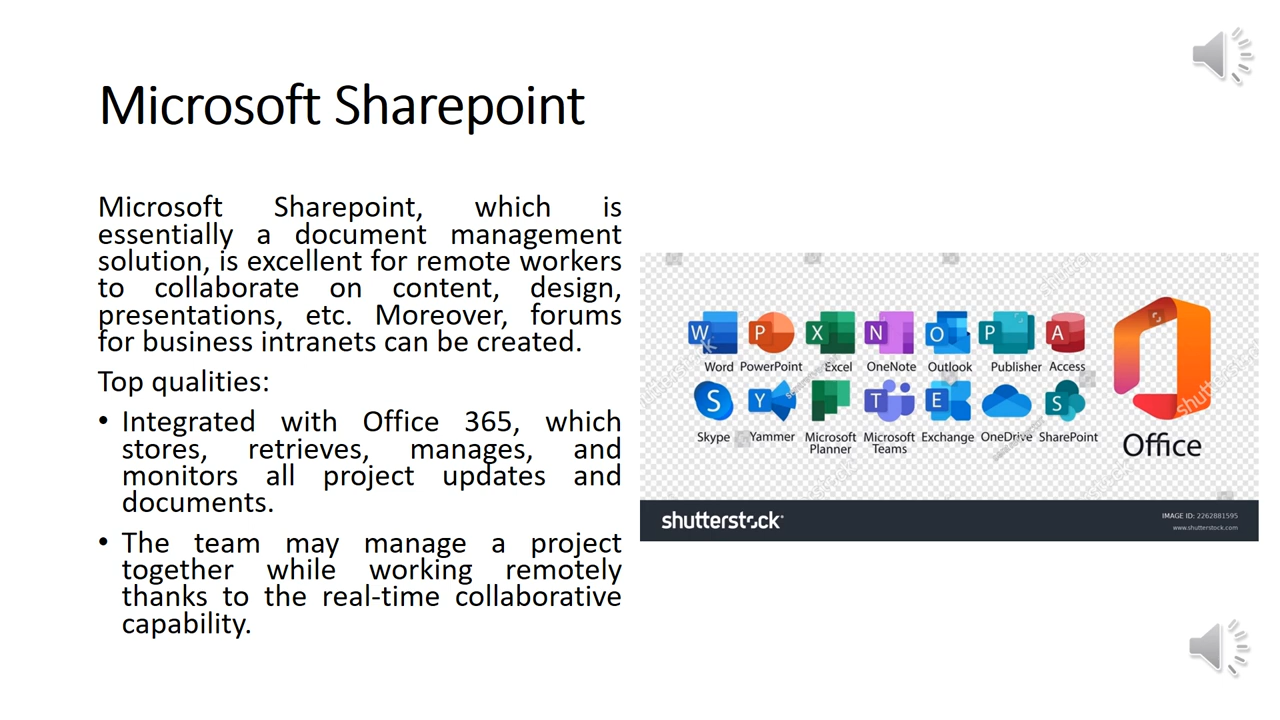 Microsoft Sharepoint
Microsoft Sharepoint, which is
essentially a document management
solution, is excellent for remote workers
to collaborate on content, design,
presentations, etc. Moreover, forums
for business intranets can be created.
Top qualities:
• Integrated with Office 365, which
stores, retrieves, manages, and
monitors all project updates and
documents.
• The team may manage a project
together while working remotely
thanks to the real-time collaborative
capability.
W P X N O P A
Word PowerPoint Excel OneNote Outlook Publisher Access
S Y T E S
Skype Yammer Microsoft Planner Microsoft Teams Exchange OneDrive SharePoint
Office
shutterstock
IMAGE ID: 2262881595
www.shutterstock.com